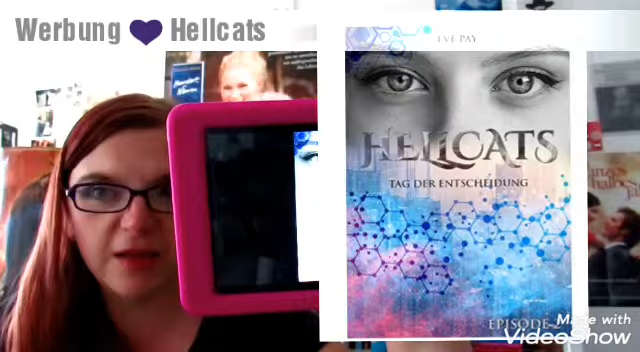 Werbung Hellcats
EVE PAY
HELLCATS
TAG DER ENTSCHEIDUNG
EPISODE
Made with
VideoShow